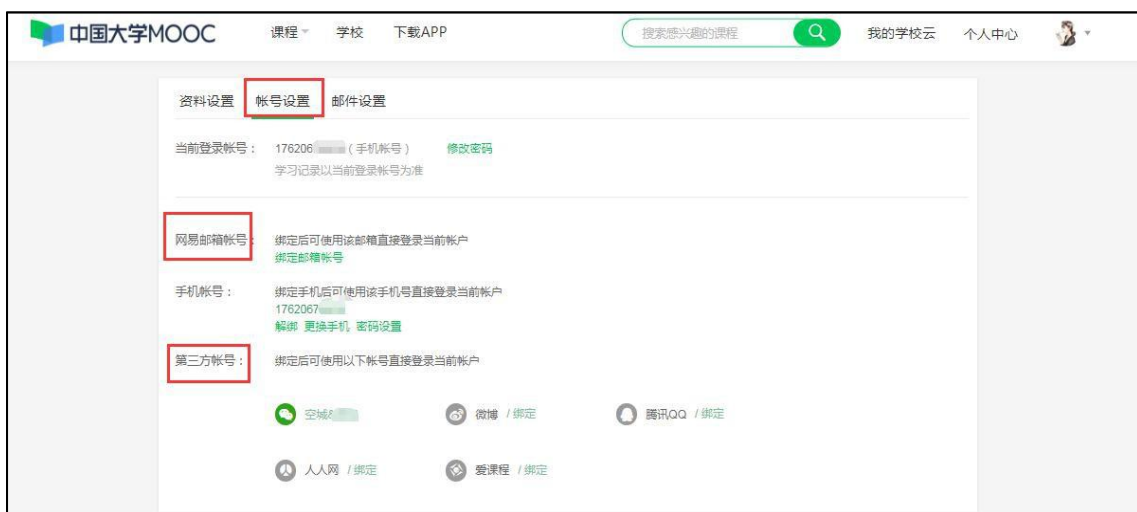 中国大学MOOC 课程 学校 下载APP 搜索感兴趣的课程 我的学校云 个人中心
资料设置 帐号设置 邮件设置
当前登录帐号： 176206 （手机帐号） 修改密码
学习记录以当前登录帐号为准
网易邮箱帐号： 绑定后可使用该邮箱直接登录当前帐户
绑定邮箱帐号
手机帐号： 绑定手机后可使用该手机号直接登录当前帐户
1762067
解绑 更换手机 密码设置
第三方帐号： 绑定后可使用以下帐号直接登录当前帐户
空城& 微博 / 绑定 腾讯QQ / 绑定
人人网 / 绑定 爱课程 / 绑定